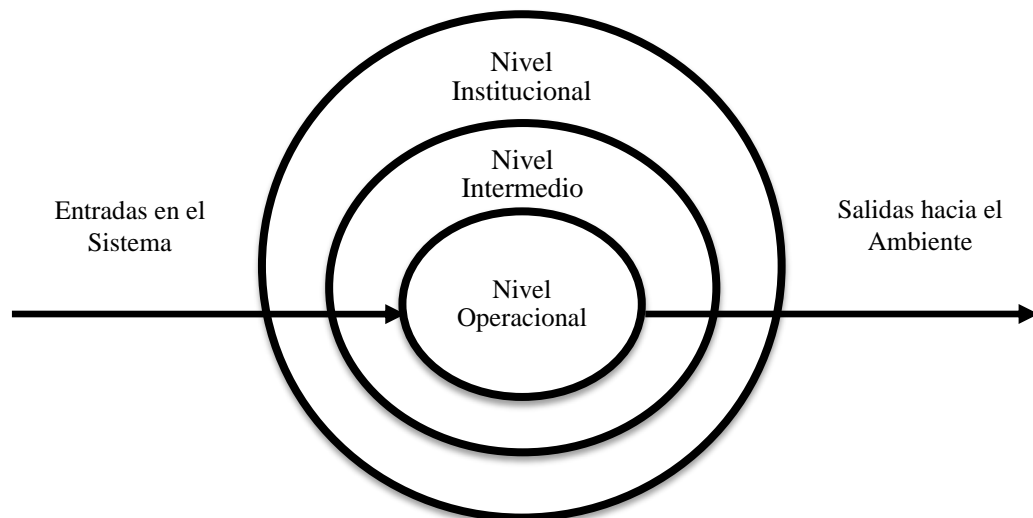 Nivel
Institucional
Nivel
Intermedio
Entradas en el
Sistema
Salidas hacia el
Ambiente
Nivel
Operacional